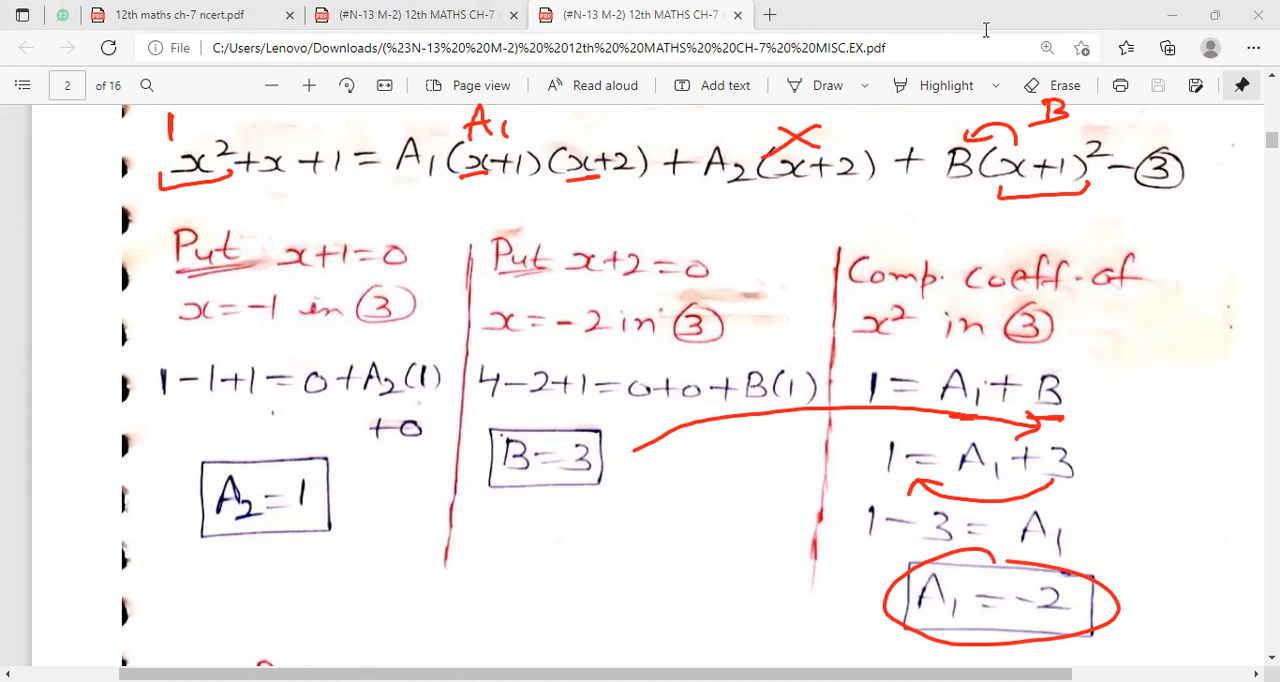 12th maths ch-7 ncert.pdf
(#N-13 M-2) 12th MATHS CH-7
(#N-13 M-2) 12th MATHS CH-7
File C:/Users/Lenovo/Downloads/(%23N-13%20%20M-2)%20%2012th%20%20MATHS%20%20CH-7%20%20MISC.EX.pdf
2 of 16 Page view Read aloud Add text Draw Highlight Erase
1 A₁ B
x²+x+1 = A₁(x+1)(x+2) + A₂(x+2) + B(x+1)² - ③
Put x+1=0
x=-1 in ③
1-1+1=0+A₂(1)
+0
A₂=1
Put x+2=0
x=-2 in ③
4-2+1=0+0+B(1)
B=3
Comp. coeff. of
x² in ③
1=A₁+B
1=A₁+3
1-3=A₁
A₁=-2